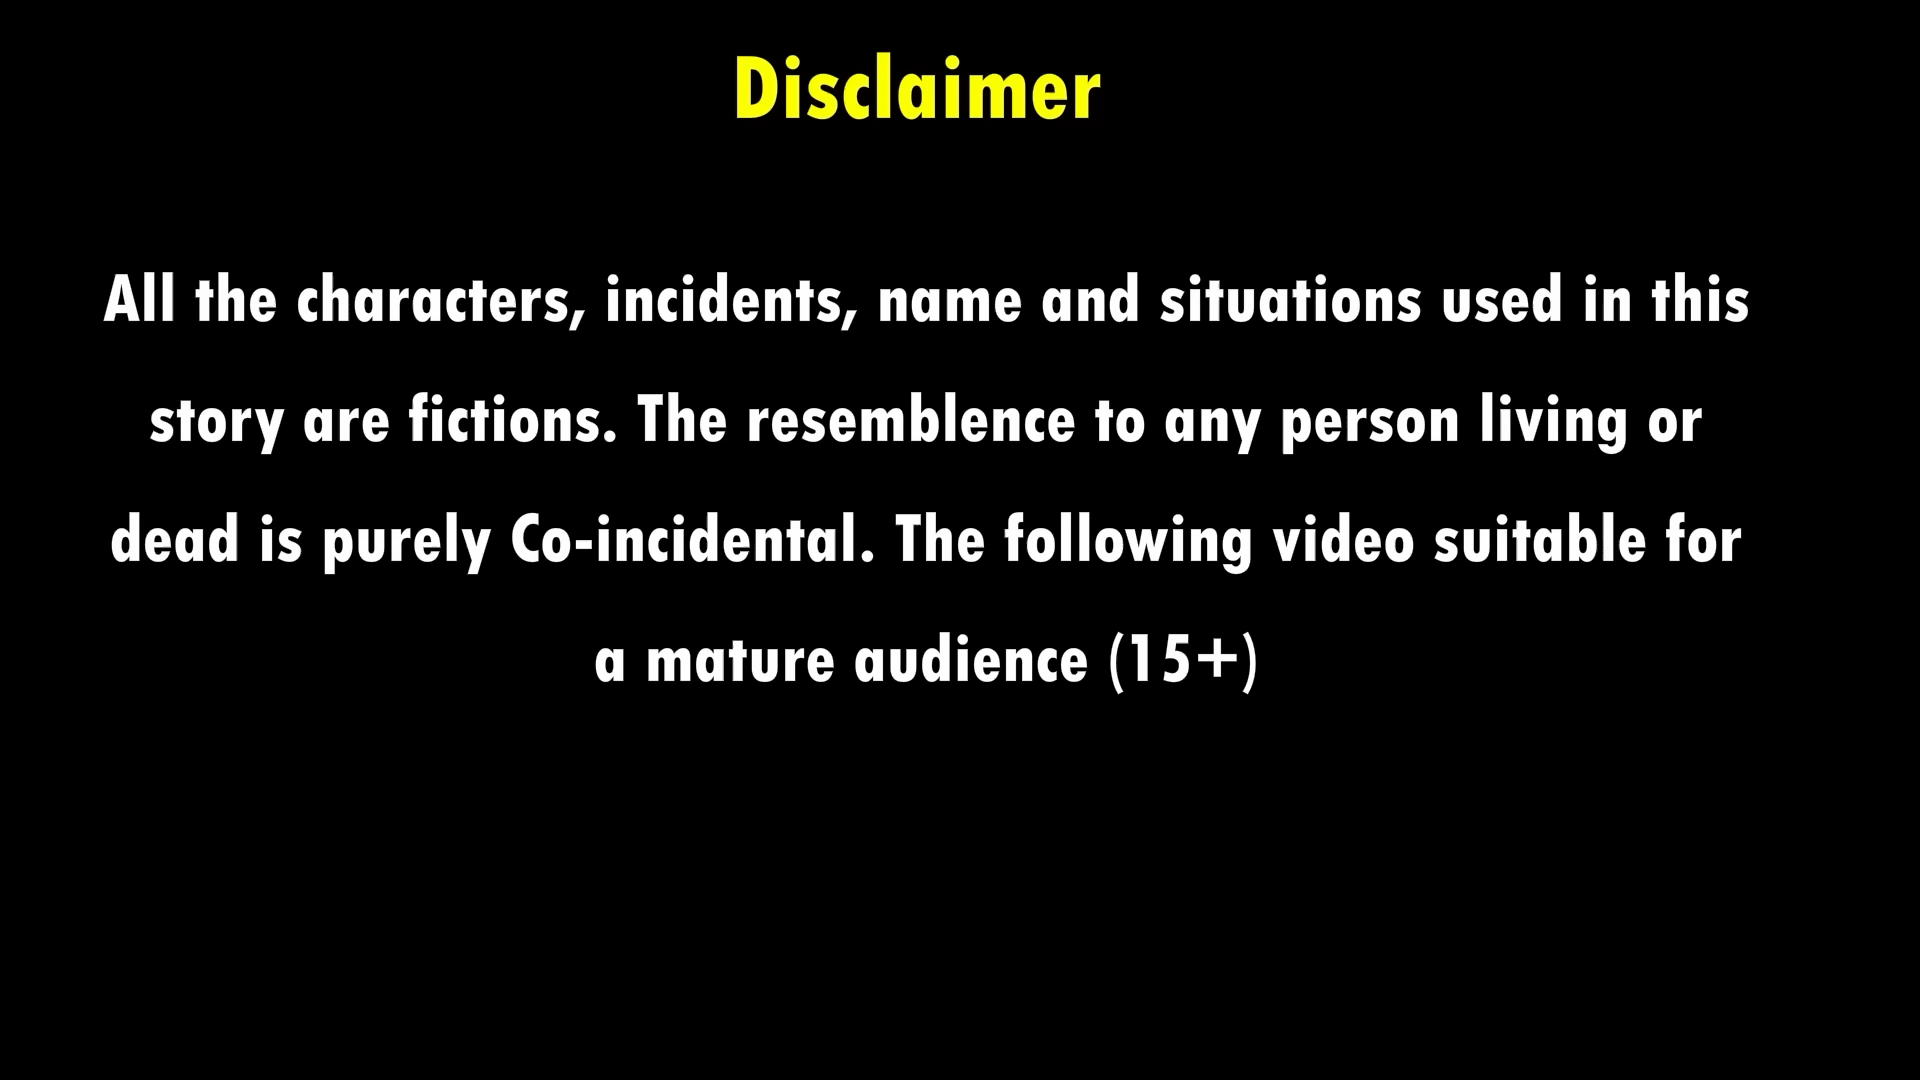 Disclaimer
All the characters, incidents, name and situations used in this
story are fictions. The resemblence to any person living or
dead is purely Co-incidental. The following video suitable for
a mature audience (15+)